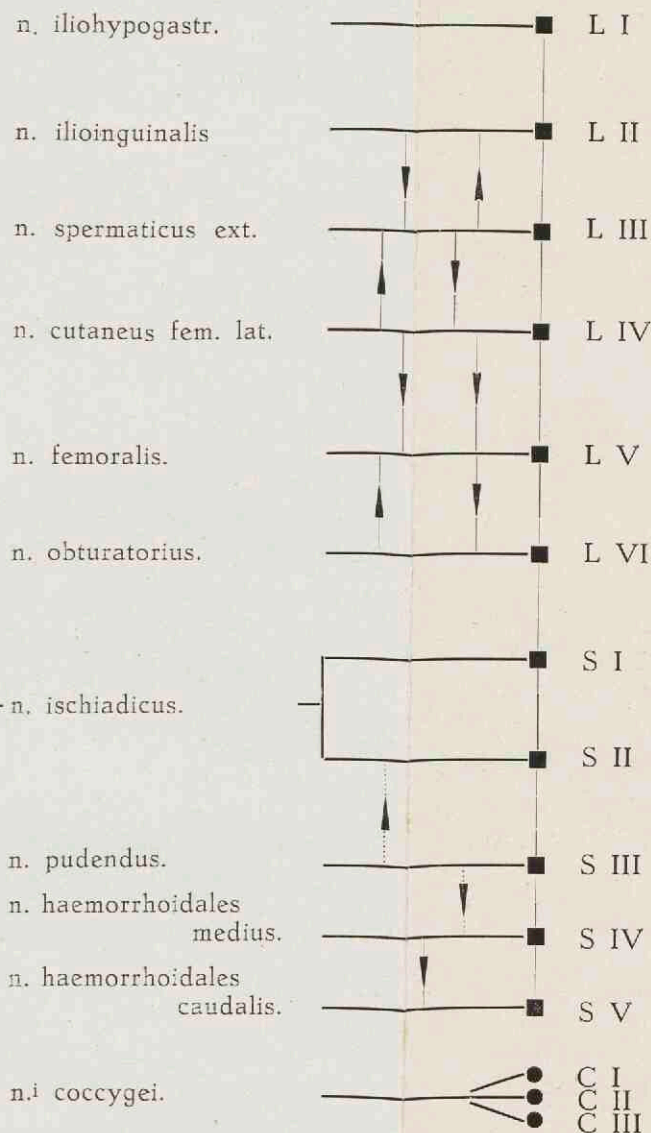 n. iliohypogastr. L I
n. ilioinguinalis L II
n. spermaticus ext. L III
n. cutaneus fem. lat. L IV
n. femoralis. L V
n. obturatorius. L VI
S I
n. ischiadicus.
S II
n. pudendus. S III
n. haemorrhoidales
medius. S IV
n. haemorrhoidales
caudalis. S V
C I
n.i coccygei. C II
C III